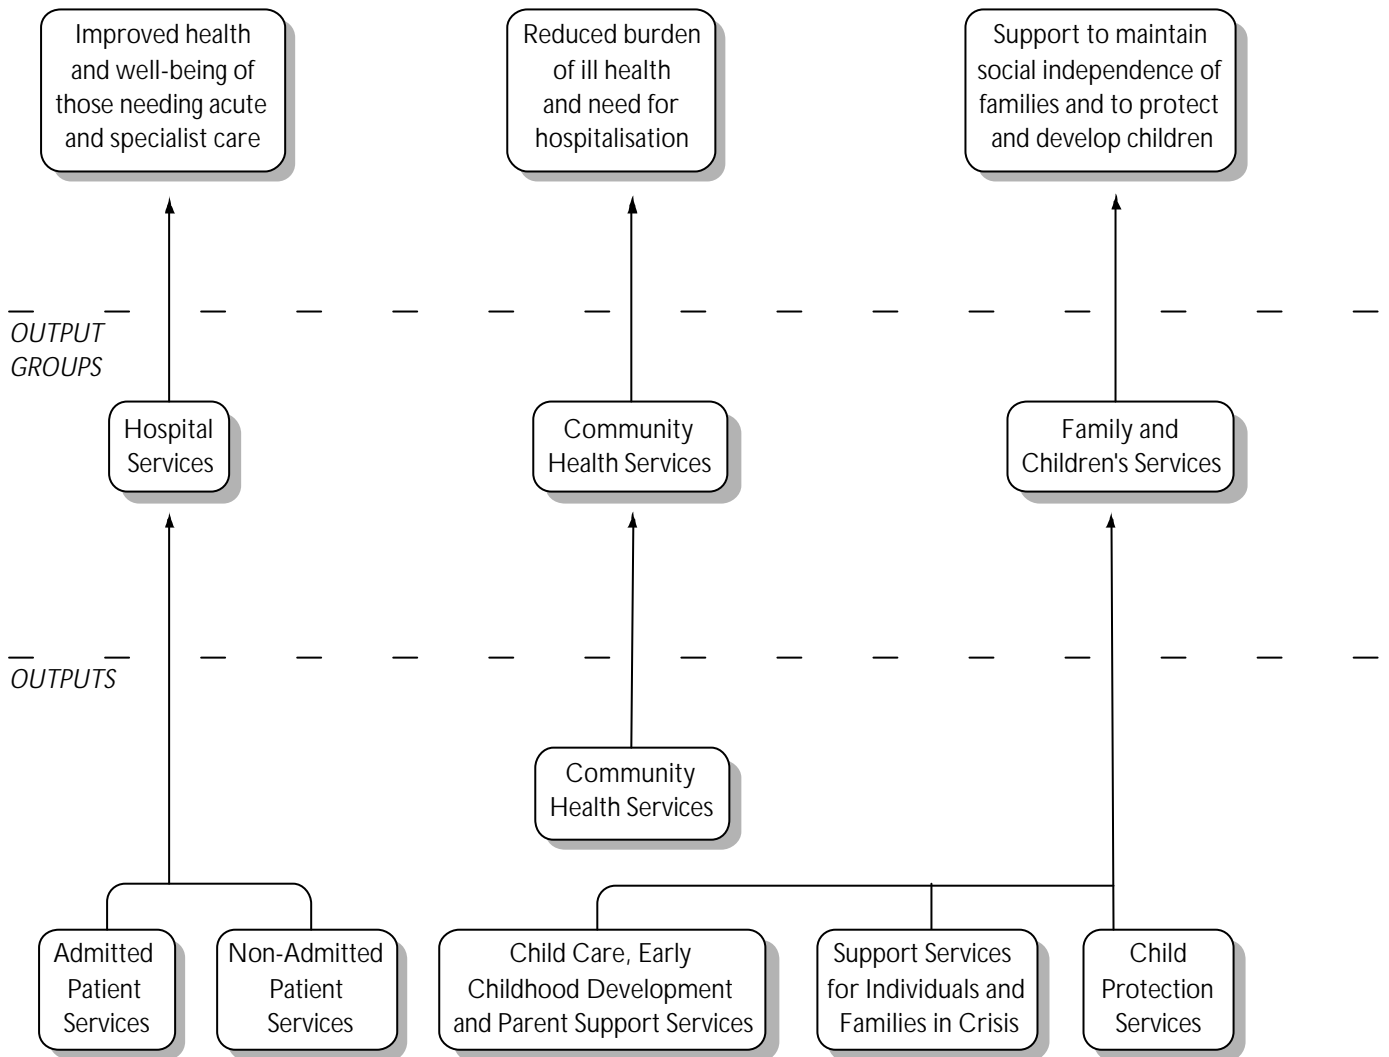 Improved health
and well-being of
those needing acute
and specialist care
Reduced burden
of ill health
and need for
hospitalisation
Support to maintain
social independence of
families and to protect
and develop children
OUTPUT
GROUPS
Hospital
Services
Community
Health Services
Family and
Children's Services
OUTPUTS
Community
Health Services
Admitted
Patient
Services
Non-Admitted
Patient
Services
Child Care, Early
Childhood Development
and Parent Support Services
Support Services
for Individuals and
Families in Crisis
Child
Protection
Services